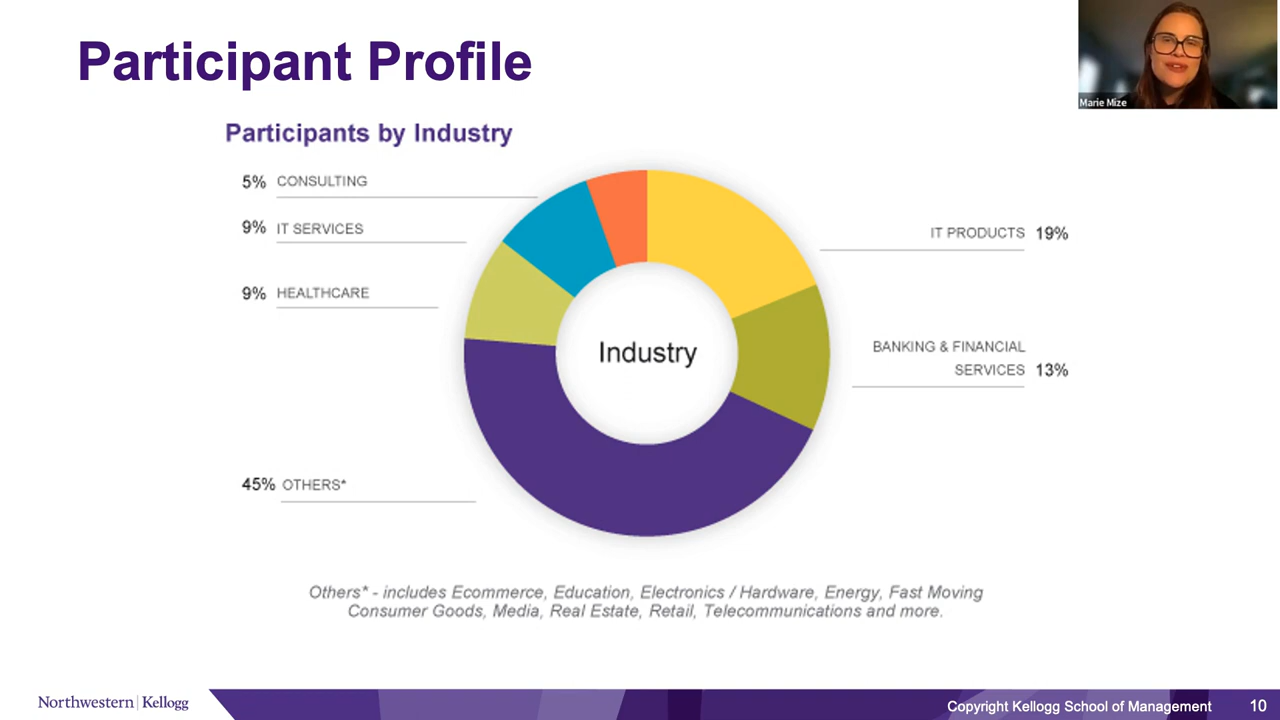 Participant Profile
Marie Mize
Participants by Industry
5% CONSULTING
9% IT SERVICES
9% HEALTHCARE
45% OTHERS*
Industry
IT PRODUCTS 19%
BANKING & FINANCIAL
SERVICES 13%
Others* - includes Ecommerce, Education, Electronics / Hardware, Energy, Fast Moving
Consumer Goods, Media, Real Estate, Retail, Telecommunications and more.
Northwestern | Kellogg
Copyright Kellogg School of Management 10